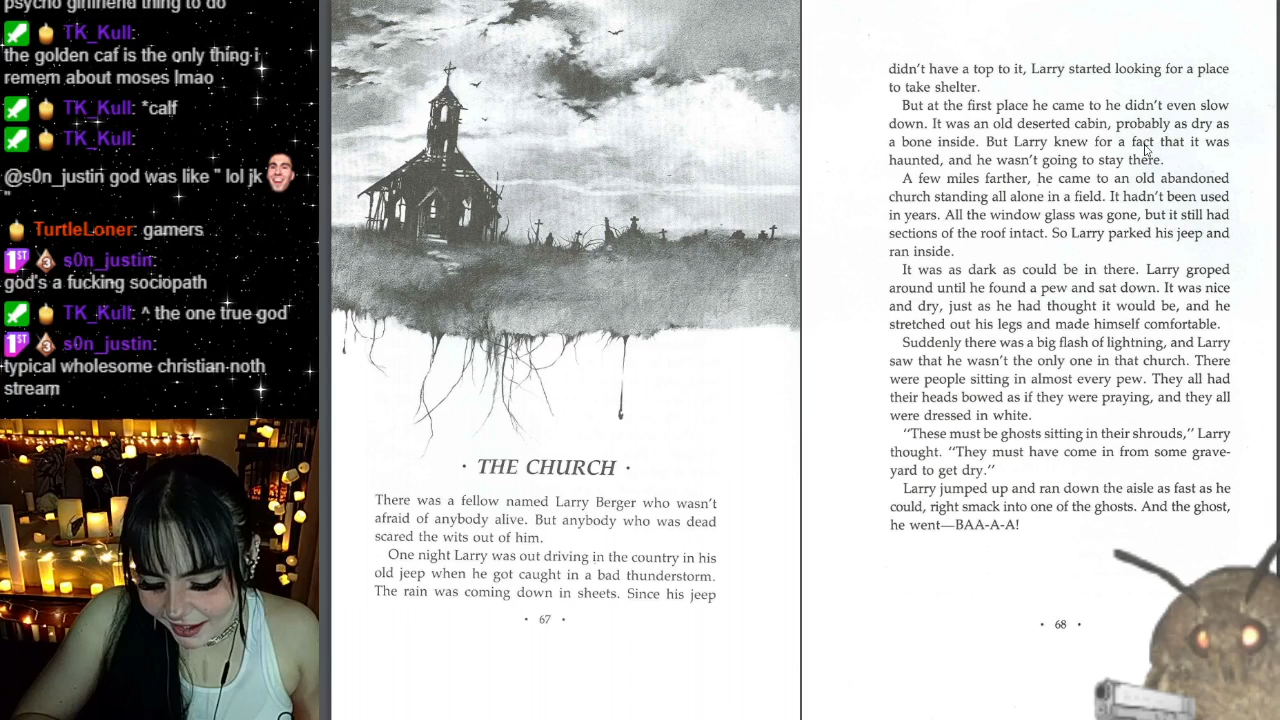 psycho girlfriend thing to do
TK_Kull:
the golden caf is the only thing i
remem about moses lmao
TK_Kull: *calf
TK_Kull:
@s0n_justin god was like " lol jk
"
TurtleLoner: gamers
1ST 3 s0n_justin:
god's a fucking sociopath
TK_Kull: ^ the one true god
1ST 3 s0n_justin:
typical wholesome christian noth
stream
· THE CHURCH ·
There was a fellow named Larry Berger who wasn't
afraid of anybody alive. But anybody who was dead
scared the wits out of him.
One night Larry was out driving in the country in his
old jeep when he got caught in a bad thunderstorm.
The rain was coming down in sheets. Since his jeep
· 67 ·
didn't have a top to it, Larry started looking for a place
to take shelter.
But at the first place he came to he didn't even slow
down. It was an old deserted cabin, probably as dry as
a bone inside. But Larry knew for a fact that it was
haunted, and he wasn't going to stay there.
A few miles farther, he came to an old abandoned
church standing all alone in a field. It hadn't been used
in years. All the window glass was gone, but it still had
sections of the roof intact. So Larry parked his jeep and
ran inside.
It was as dark as could be in there. Larry groped
around until he found a pew and sat down. It was nice
and dry, just as he had thought it would be, and he
stretched out his legs and made himself comfortable.
Suddenly there was a big flash of lightning, and Larry
saw that he wasn't the only one in that church. There
were people sitting in almost every pew. They all had
their heads bowed as if they were praying, and they all
were dressed in white.
"These must be ghosts sitting in their shrouds," Larry
thought. "They must have come in from some grave-
yard to get dry."
Larry jumped up and ran down the aisle as fast as he
could, right smack into one of the ghosts. And the ghost,
he went—BAA-A-A!
· 68 ·